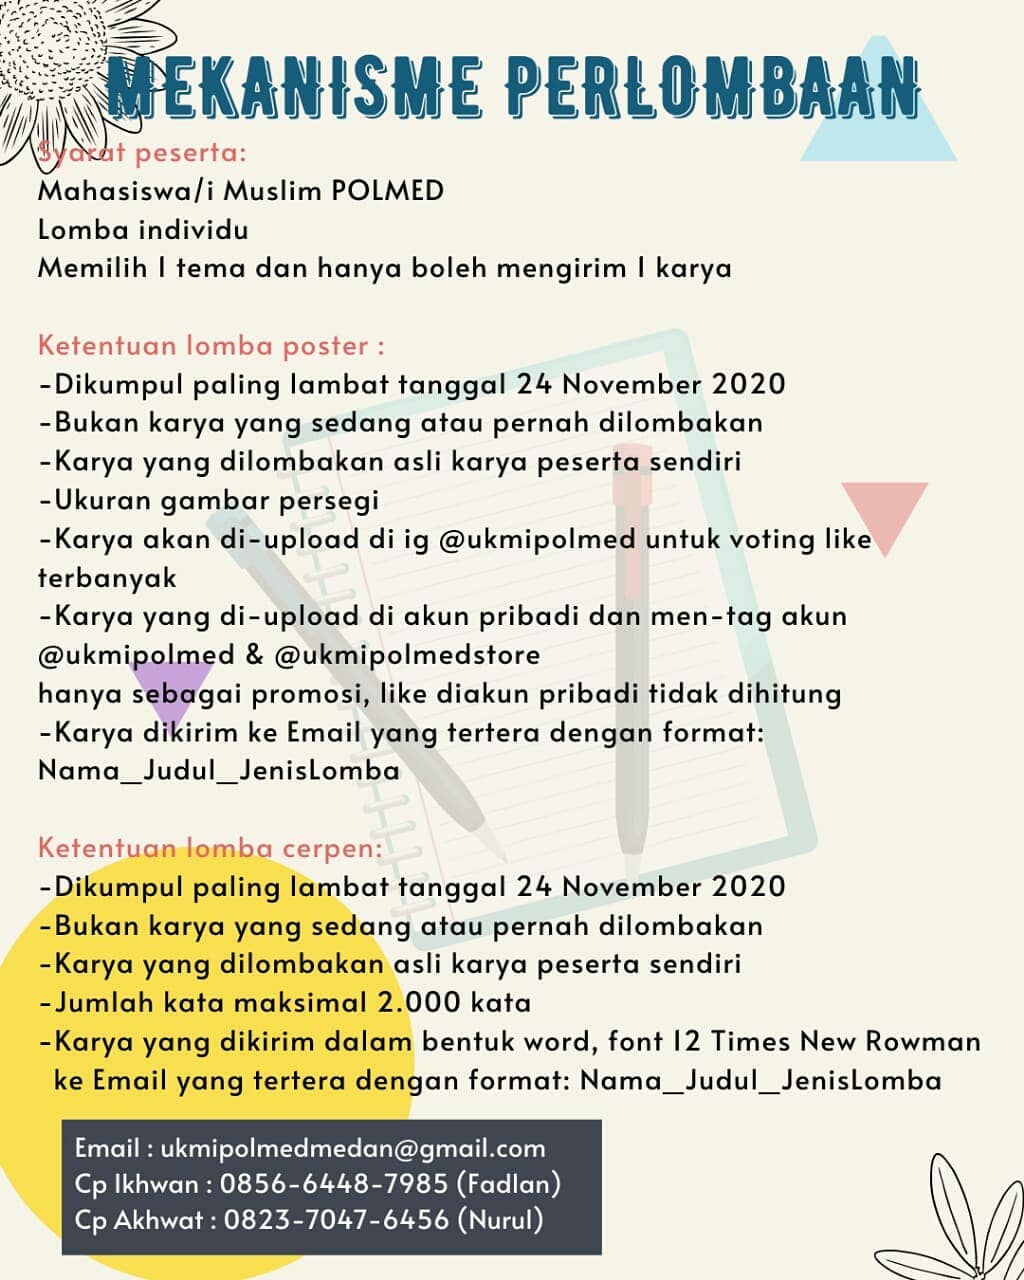 MEKANISME PERLOMBAAN
Syarat peserta:
Mahasiswa/i Muslim POLMED
Lomba individu
Memilih 1 tema dan hanya boleh mengirim 1 karya
Ketentuan lomba poster :
-Dikumpul paling lambat tanggal 24 November 2020
-Bukan karya yang sedang atau pernah dilombakan
-Karya yang dilombakan asli karya peserta sendiri
-Ukuran gambar persegi
-Karya akan di-upload di ig @ukmipolmed untuk voting like
terbanyak
-Karya yang di-upload di akun pribadi dan men-tag akun
@ukmipolmed & @ukmipolmedstore
hanya sebagai promosi, like diakun pribadi tidak dihitung
-Karya dikirim ke Email yang tertera dengan format:
Nama_Judul_JenisLomba
Ketentuan lomba cerpen:
-Dikumpul paling lambat tanggal 24 November 2020
-Bukan karya yang sedang atau pernah dilombakan
-Karya yang dilombakan asli karya peserta sendiri
-Jumlah kata maksimal 2.000 kata
-Karya yang dikirim dalam bentuk word, font 12 Times New Rowman
ke Email yang tertera dengan format: Nama_Judul_JenisLomba
Email : ukmipolmedmedan@gmail.com
Cp Ikhwan : 0856-6448-7985 (Fadlan)
Cp Akhwat : 0823-7047-6456 (Nurul)